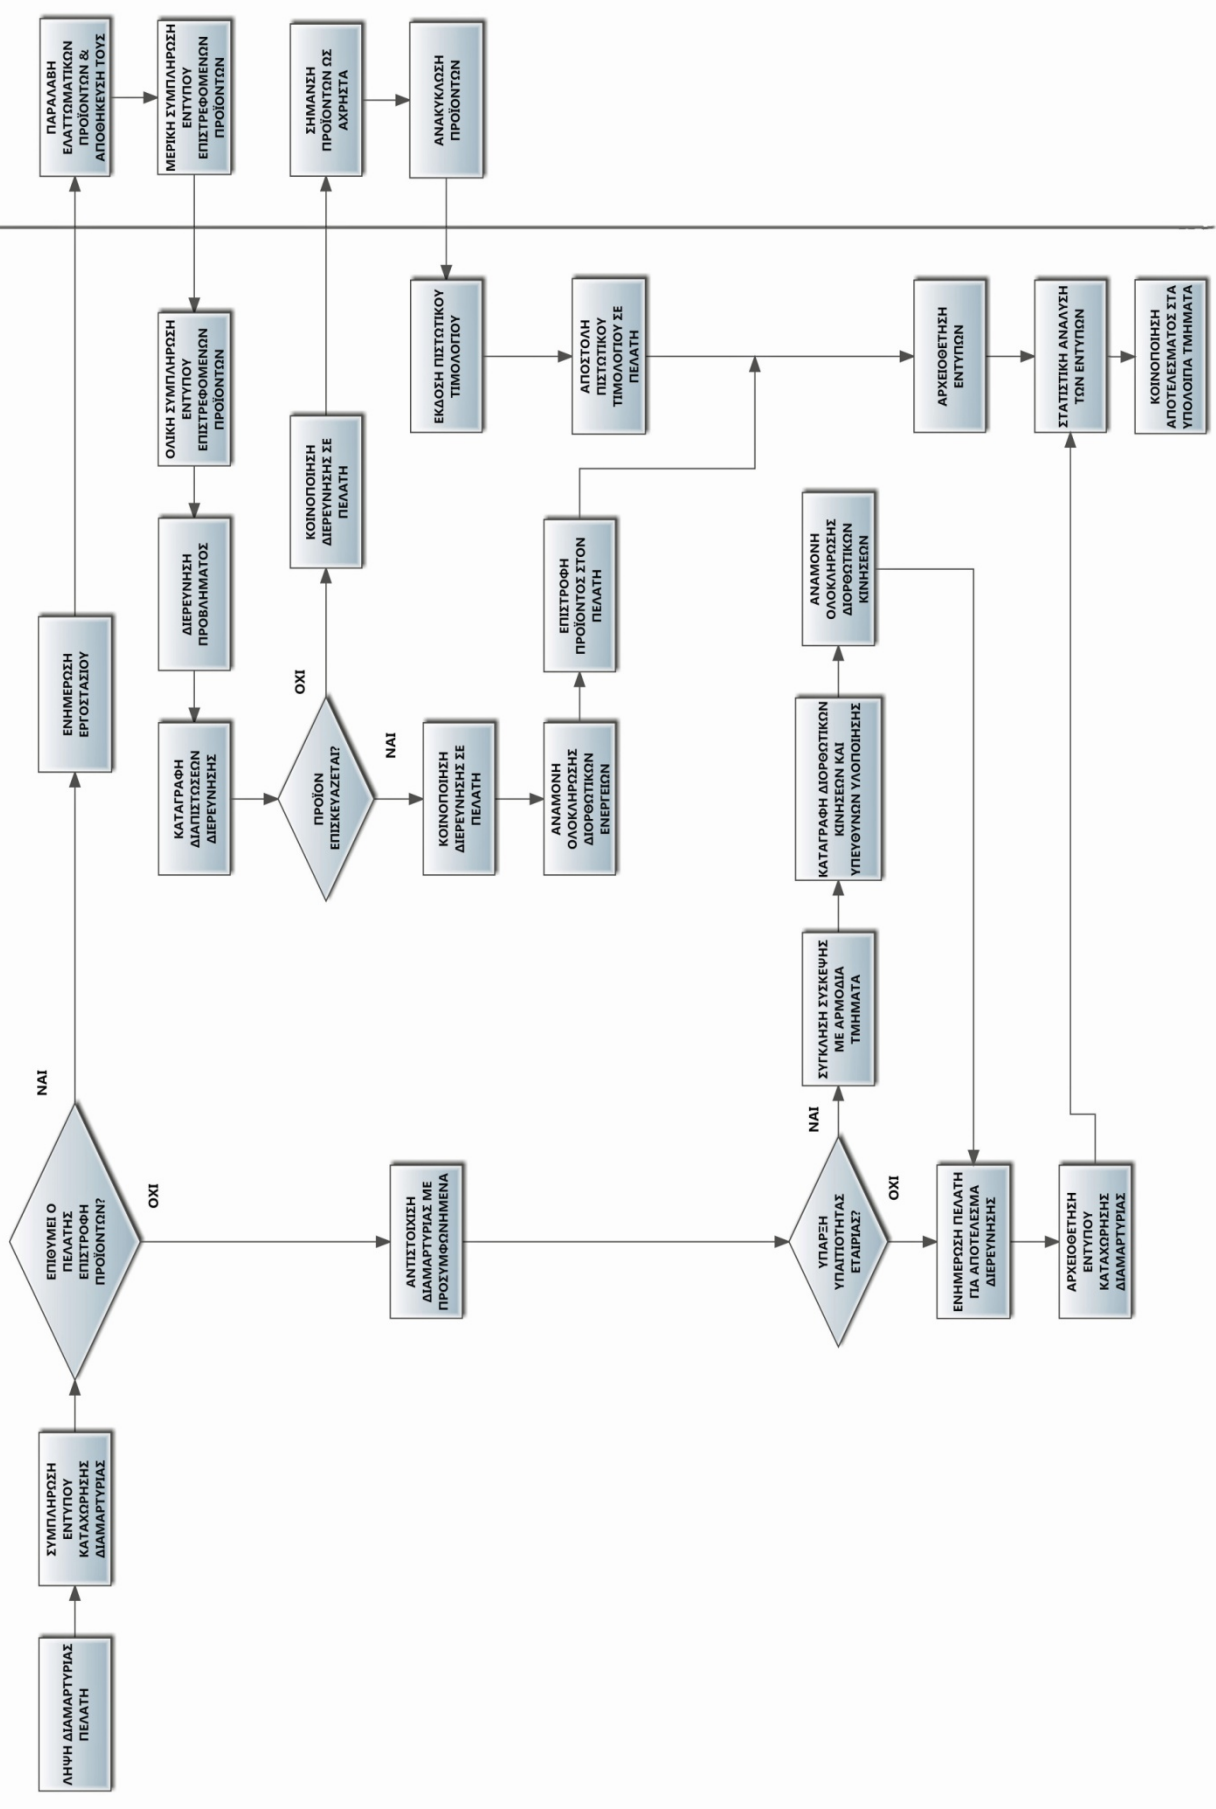 ΛΗΨΗ ΔΙΑΜΑΡΤΥΡΙΑΣ
ΠΕΛΑΤΗ
ΣΥΜΠΛΗΡΩΣΗ
ΕΝΤΥΠΟΥ
ΚΑΤΑΧΩΡΗΣΗΣ
ΔΙΑΜΑΡΤΥΡΙΑΣ
ΕΠΙΘΥΜΕΙ Ο
ΠΕΛΑΤΗΣ
ΕΠΙΣΤΡΟΦΗ
ΠΡΟΪΟΝΤΩΝ?
ΝΑΙ
ΟΧΙ
ΕΝΗΜΕΡΩΣΗ
ΕΡΓΟΣΤΑΣΙΟΥ
ΠΑΡΑΛΑΒΗ
ΕΛΑΤΤΩΜΑΤΙΚΩΝ
ΠΡΟΪΟΝΤΩΝ &
ΑΠΟΘΗΚΕΥΣΗ ΤΟΥΣ
ΜΕΡΙΚΗ ΣΥΜΠΛΗΡΩΣΗ
ΕΝΤΥΠΟΥ
ΕΠΙΣΤΡΕΦΟΜΕΝΩΝ
ΠΡΟΪΟΝΤΩΝ
ΟΛΙΚΗ ΣΥΜΠΛΗΡΩΣΗ
ΕΝΤΥΠΟΥ
ΕΠΙΣΤΡΕΦΟΜΕΝΩΝ
ΠΡΟΪΟΝΤΩΝ
ΔΙΕΡΕΥΝΗΣΗ
ΠΡΟΒΛΗΜΑΤΟΣ
ΚΑΤΑΓΡΑΦΗ
ΔΙΑΠΙΣΤΩΣΕΩΝ
ΔΙΕΡΕΥΝΗΣΗΣ
ΠΡΟΪΟΝ
ΕΠΙΣΚΕΥΑΖΕΤΑΙ?
ΟΧΙ
ΝΑΙ
ΚΟΙΝΟΠΟΙΗΣΗ
ΔΙΕΡΕΥΝΗΣΗΣ ΣΕ
ΠΕΛΑΤΗ
ΣΗΜΑΝΣΗ
ΠΡΟΪΟΝΤΩΝ ΩΣ
ΑΧΡΗΣΤΑ
ΑΝΑΚΥΚΛΩΣΗ
ΠΡΟΪΟΝΤΩΝ
ΕΚΔΟΣΗ ΠΙΣΤΩΤΙΚΟΥ
ΤΙΜΟΛΟΓΙΟΥ
ΑΠΟΣΤΟΛΗ
ΠΙΣΤΩΤΙΚΟΥ
ΤΙΜΟΛΟΓΙΟΥ ΣΕ
ΠΕΛΑΤΗ
ΚΟΙΝΟΠΟΙΗΣΗ
ΔΙΕΡΕΥΝΗΣΗΣ ΣΕ
ΠΕΛΑΤΗ
ΑΝΑΜΟΝΗ
ΟΛΟΚΛΗΡΩΣΗΣ
ΔΙΟΡΘΩΤΙΚΩΝ
ΕΝΕΡΓΕΙΩΝ
ΕΠΙΣΤΡΟΦΗ
ΠΡΟΪΟΝΤΟΣ ΣΤΟΝ
ΠΕΛΑΤΗ
ΑΝΤΙΣΤΟΙΧΙΣΗ
ΔΙΑΜΑΡΤΥΡΙΑΣ ΜΕ
ΠΡΟΣΥΜΦΩΝΗΜΕΝΑ
ΥΠΑΡΞΗ
ΥΠΑΙΤΙΟΤΗΤΑΣ
ΕΤΑΙΡΙΑΣ?
ΝΑΙ
ΟΧΙ
ΣΥΓΚΛΗΣΗ ΣΥΣΚΕΨΗΣ
ΜΕ ΑΡΜΟΔΙΑ
ΤΜΗΜΑΤΑ
ΚΑΤΑΓΡΑΦΗ ΔΙΟΡΘΩΤΙΚΩΝ
ΚΙΝΗΣΕΩΝ ΚΑΙ
ΥΠΕΥΘΥΝΩΝ ΥΛΟΠΟΙΗΣΗΣ
ΑΝΑΜΟΝΗ
ΟΛΟΚΛΗΡΩΣΗΣ
ΔΙΟΡΘΩΤΙΚΩΝ
ΚΙΝΗΣΕΩΝ
ΕΝΗΜΕΡΩΣΗ ΠΕΛΑΤΗ
ΓΙΑ ΑΠΟΤΕΛΕΣΜΑ
ΔΙΕΡΕΥΝΗΣΗΣ
ΑΡΧΕΙΟΘΕΤΗΣΗ
ΕΝΤΥΠΟΥ
ΚΑΤΑΧΩΡΗΣΗΣ
ΔΙΑΜΑΡΤΥΡΙΑΣ
ΑΡΧΕΙΟΘΕΤΗΣΗ
ΕΝΤΥΠΩΝ
ΣΤΑΤΙΣΤΙΚΗ ΑΝΑΛΥΣΗ
ΤΩΝ ΕΝΤΥΠΩΝ
ΚΟΙΝΟΠΟΙΗΣΗ
ΑΠΟΤΕΛΕΣΜΑΤΟΣ ΣΤΑ
ΥΠΟΛΟΙΠΑ ΤΜΗΜΑΤΑ